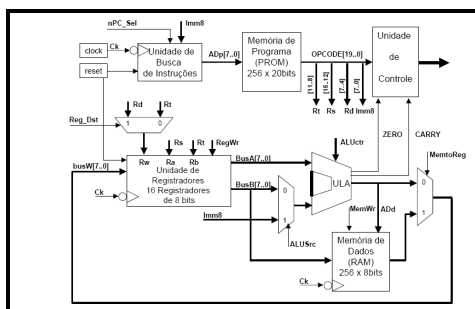 nPC_Sel
Imm8
clock
Ck
reset
Unidade de
Busca
de Instruções
ADp[7..0]
Memória de
Programa
(PROM)
256 x 20bits
OPCODE[19..0]
Unidade
de
Controle
[11..8]
[15..12]
[7..4]
[7..0]
Rt
Rs
Rd
Imm8
Rd
Rt
Reg_Dst
1
0
ZERO
CARRY
Rs
Rt
RegWr
ALUctr
MemtoReg
busW[7..0]
Rw
Ra
Rb
Unidade de
Registradores
16 Registradores
de 8 bits
BusA[7..0]
BusB[7..0]
ULA
0
1
0
1
Ck
Imm8
ALUSrc
MemWr
ADd
Memória de
Dados
(RAM)
256 x 8bits
Ck